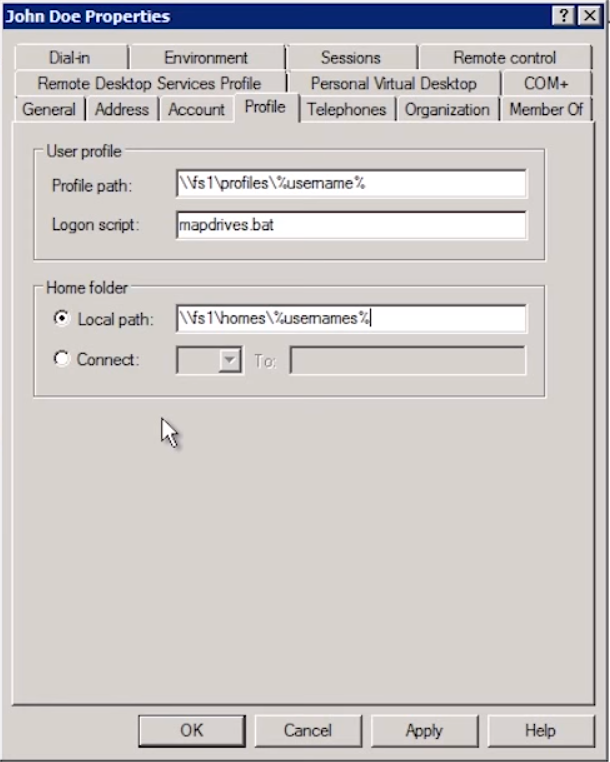 John Doe Properties
Dial-in Environment Sessions Remote control
Remote Desktop Services Profile Personal Virtual Desktop COM+
General Address Account Profile Telephones Organization Member Of
User profile
Profile path: \\fs1\profiles\%username%
Logon script: mapdrives.bat
Home folder
Local path: \\fs1\homes\%usernames%
Connect: To:
OK Cancel Apply Help